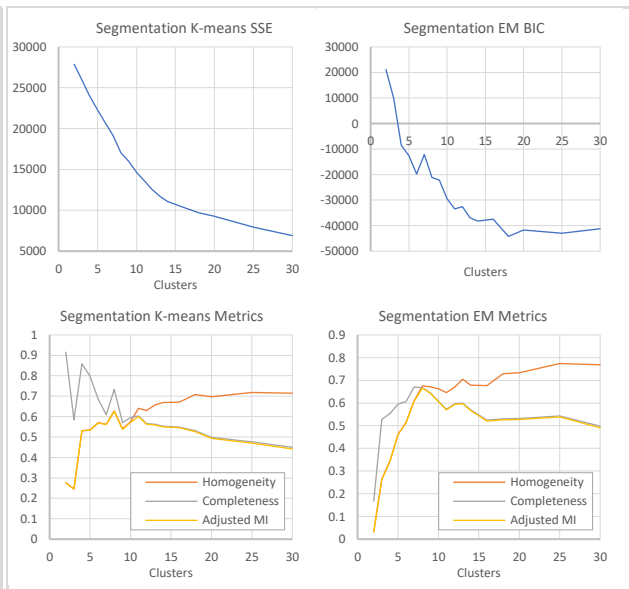 Segmentation K-means SSE
30000
25000
20000
15000
10000
5000
0 5 10 15 20 25 30
Clusters
Segmentation EM BIC
30000
20000
10000
0
-10000
-20000
-30000
-40000
-50000
0 5 10 15 20 25 30
Clusters
Segmentation K-means Metrics
1
0.9
0.8
0.7
0.6
0.5
0.4
0.3
0.2
0.1
0
Homogeneity
Completeness
Adjusted MI
0 5 10 15 20 25 30
Clusters
Segmentation EM Metrics
0.9
0.8
0.7
0.6
0.5
0.4
0.3
0.2
0.1
0
Homogeneity
Completeness
Adjusted MI
0 5 10 15 20 25 30
Clusters